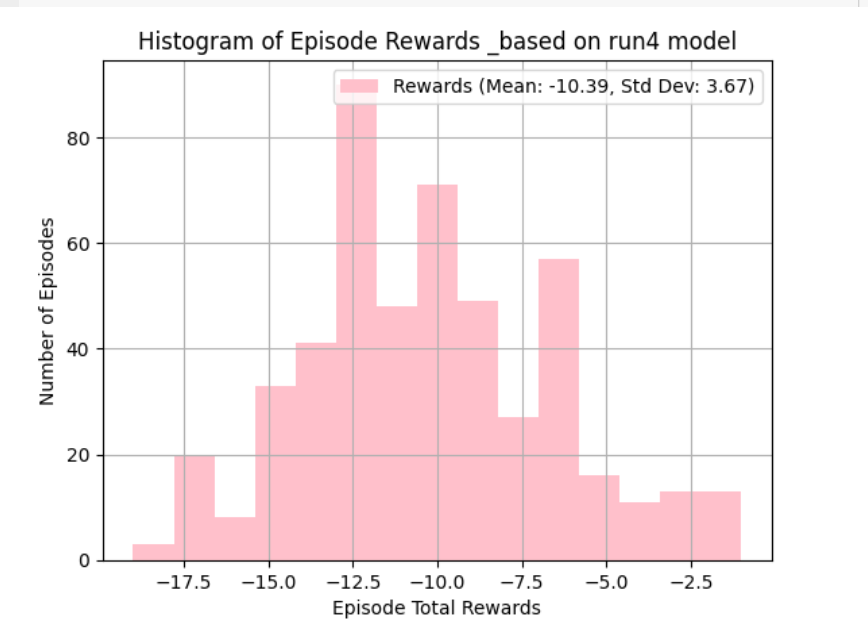 Histogram of Episode Rewards _based on run4 model
Rewards (Mean: -10.39, Std Dev: 3.67)
80
60
40
20
0
Number of Episodes
−17.5 −15.0 −12.5 −10.0 −7.5 −5.0 −2.5
Episode Total Rewards